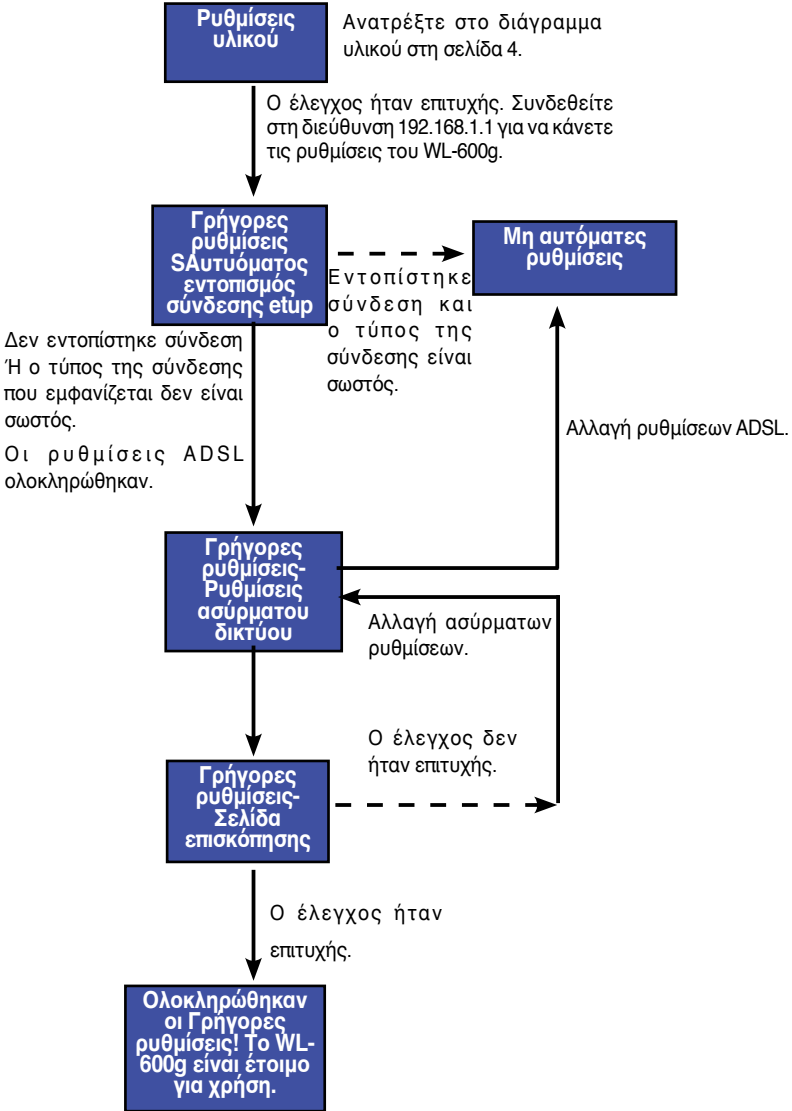 Ρυθμίσεις
υλικού
Ανατρέξτε στο διάγραμμα
υλικού στη σελίδα 4.
Ο έλεγχος ήταν επιτυχής. Συνδεθείτε
στη διεύθυνση 192.168.1.1 για να κάνετε
τις ρυθμίσεις του WL-600g.
Γρήγορες
ρυθμίσεις
SΑυτυόματος
εντοπισμός
σύνδεσης etup
Μη αυτόματες
ρυθμίσεις
Εντοπίστηκε
σύνδεση και
ο τύπος της
σύνδεσης είναι
σωστός.
Δεν εντοπίστηκε σύνδεση
Ή ο τύπος της σύνδεσης
που εμφανίζεται δεν είναι
σωστός.
Οι ρυθμίσεις ADSL
ολοκληρώθηκαν.
Αλλαγή ρυθμίσεων ADSL.
Γρήγορες
ρυθμίσεις-
Ρυθμίσεις
ασύρματου
δικτύου
Αλλαγή ασύρματων
ρυθμίσεων.
Ο έλεγχος δεν
ήταν επιτυχής.
Γρήγορες
ρυθμίσεις-
Σελίδα
επισκόπησης
Ο έλεγχος ήταν
επιτυχής.
Ολοκληρώθηκαν
οι Γρήγορες
ρυθμίσεις! Το WL-
600g είναι έτοιμο
για χρήση.